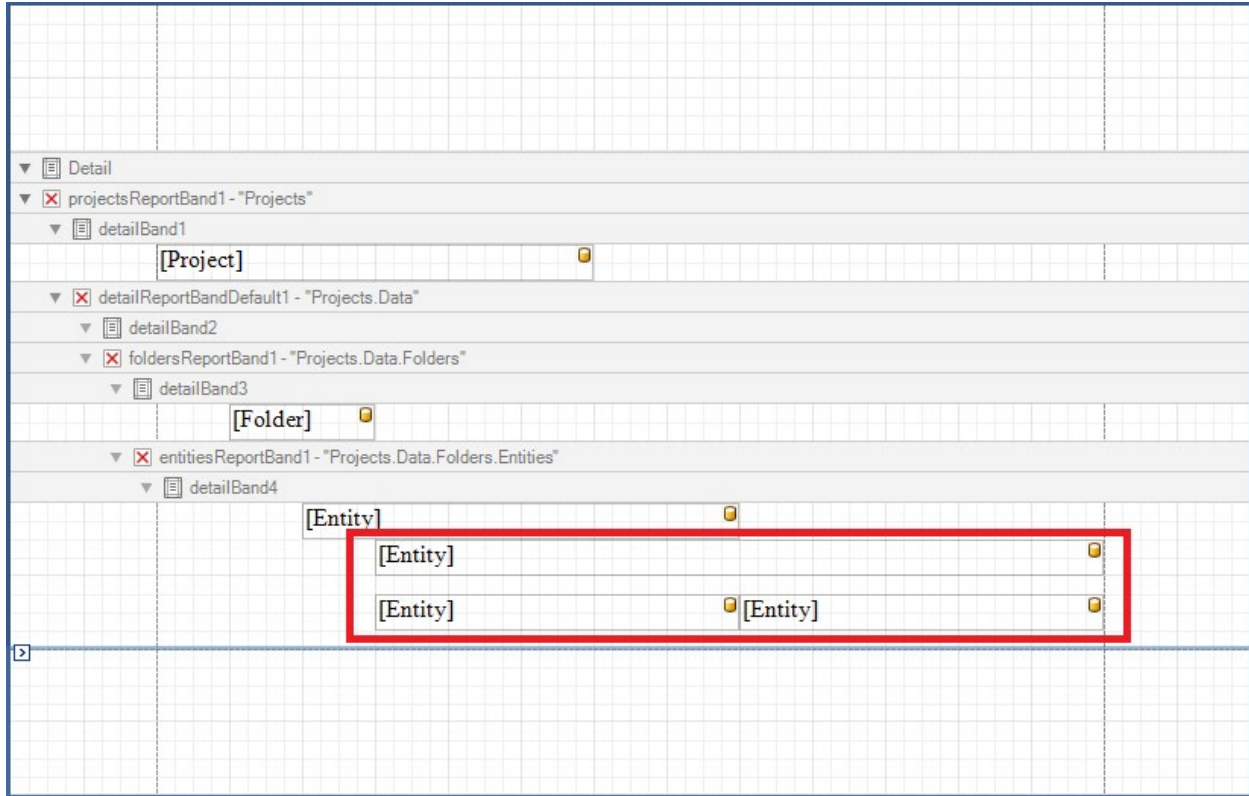 Detail
projectsReportBand1 - "Projects"
detailBand1
[Project]
detailReportBandDefault1 - "Projects.Data"
detailBand2
foldersReportBand1 - "Projects.Data.Folders"
detailBand3
[Folder]
entitiesReportBand1 - "Projects.Data.Folders.Entities"
detailBand4
[Entity]
[Entity]
[Entity] [Entity]